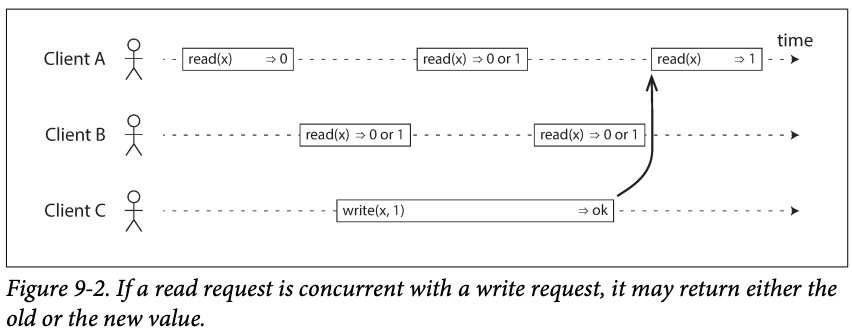 time
Client A read(x) ⇒ 0 read(x) ⇒ 0 or 1 read(x) ⇒ 1
Client B read(x) ⇒ 0 or 1 read(x) ⇒ 0 or 1
Client C write(x, 1) ⇒ ok
Figure 9-2. If a read request is concurrent with a write request, it may return either the
old or the new value.